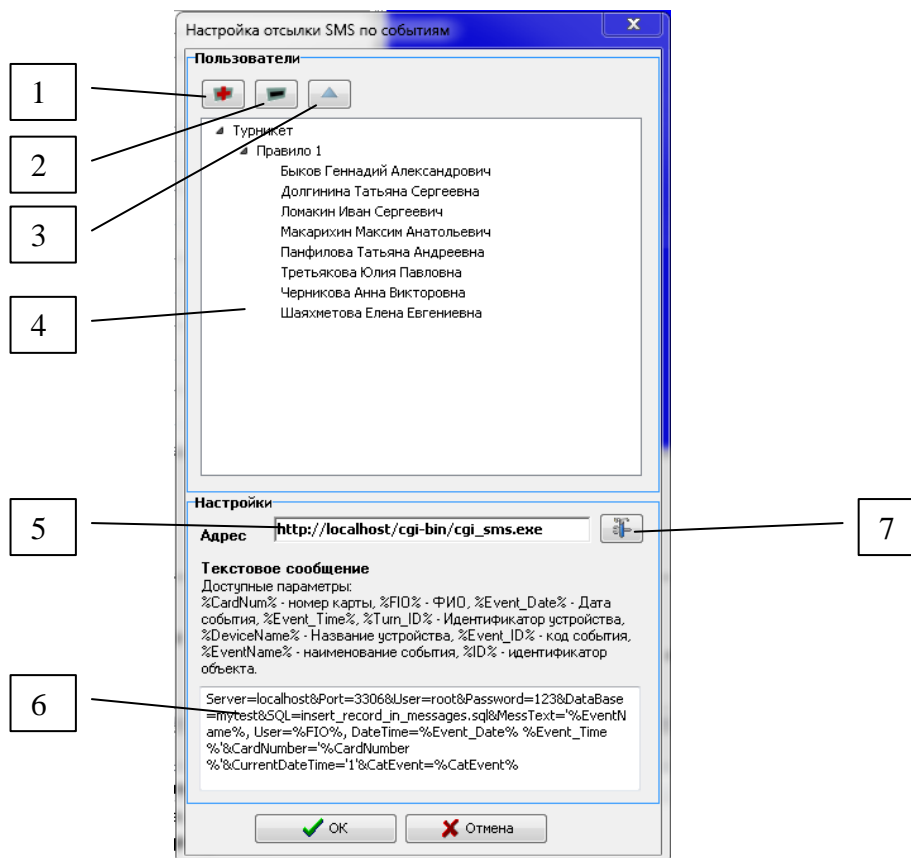 Настройка отсылки SMS по событиям
x
Пользователи
1
2
3
4
Турникет
Правило 1
Быков Геннадий Александрович
Долгинина Татьяна Сергеевна
Ломакин Иван Сергеевич
Макарихин Максим Анатольевич
Панфилова Татьяна Андреевна
Третьякова Юлия Павловна
Черникова Анна Викторовна
Шаяхметова Елена Евгениевна
Настройки
5
Адрес http://localhost/cgi-bin/cgi_sms.exe
7
Текстовое сообщение
Доступные параметры:
%CardNum% - номер карты, %FIO% - ФИО, %Event_Date% - Дата
события, %Event_Time%, %Turn_ID% - Идентификатор устройства,
%DeviceName% - Название устройства, %Event_ID% - код события,
%EventName% - наименование события, %ID% - идентификатор
объекта.
6
Server=localhost&Port=3306&User=root&Password=123&DataBase
=mytest&SQL=insert_record_in_messages.sql&MessText='%EventN
ame%, User=%FIO%, DateTime=%Event_Date% %Event_Time
%'&CardNumber='%CardNumber
%'&CurrentDateTime='1'&CatEvent=%CatEvent%
OK
Отмена